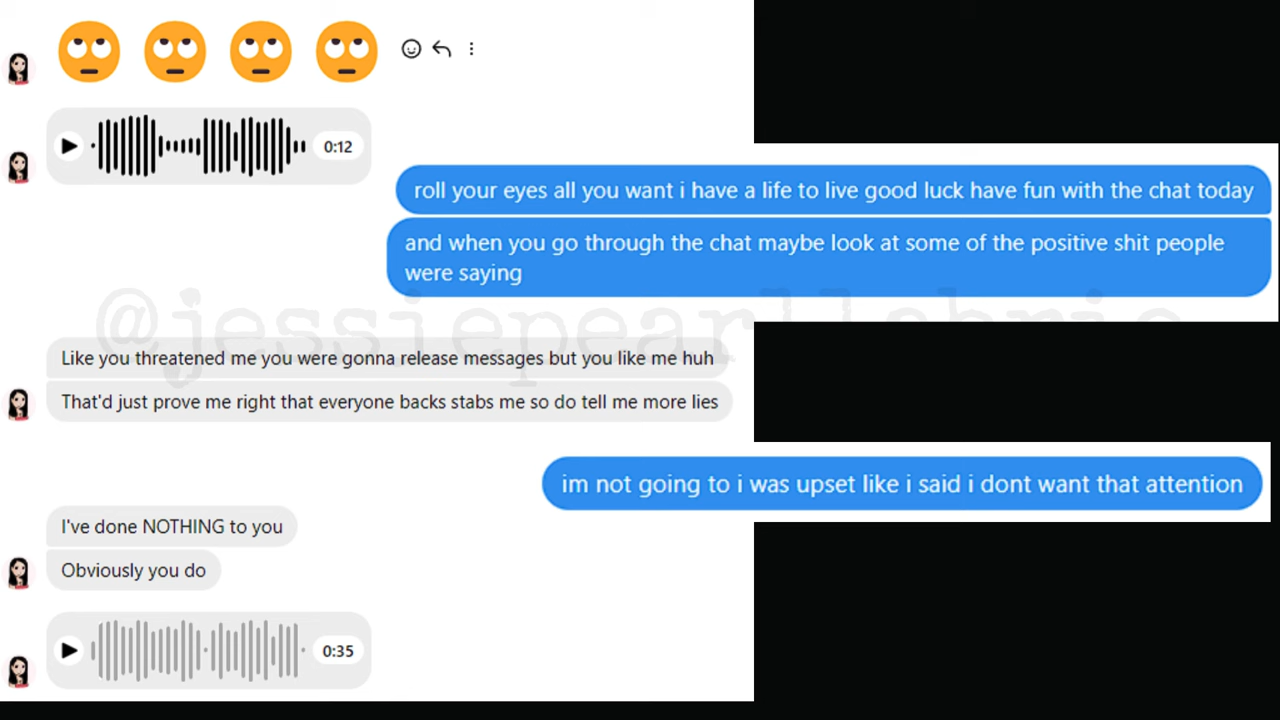 0:12
roll your eyes all you want i have a life to live good luck have fun with the chat today
and when you go through the chat maybe look at some of the positive shit people
were saying
Like you threatened me you were gonna release messages but you like me huh
That'd just prove me right that everyone backs stabs me so do tell me more lies
im not going to i was upset like i said i dont want that attention
I've done NOTHING to you
Obviously you do
0:35